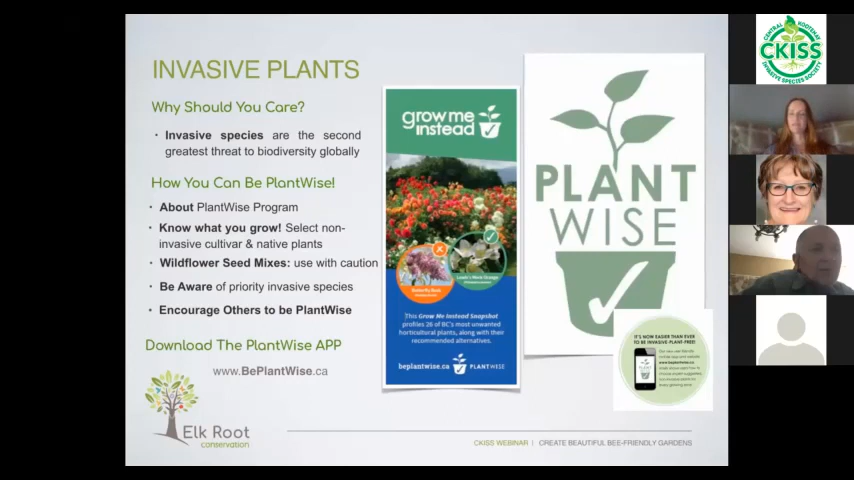 INVASIVE PLANTS
Why Should You Care?
• Invasive species are the second
greatest threat to biodiversity globally
How You Can Be PlantWise!
• About PlantWise Program
• Know what you grow! Select non-
invasive cultivar & native plants
• Wildflower Seed Mixes: use with caution
• Be Aware of priority invasive species
• Encourage Others to be PlantWise
Download The PlantWise APP
www.BePlantWise.ca
Elk Root
conservation
grow me
instead
Butterfly Bush
This Grow Me Instead Snapshot
profiles 26 of BC's most unwanted
horticultural plants, along with their
recommended alternatives.
beplantwise.ca
PLANTWISE
PLANT
WISE
IT'S NOW EASIER THAN EVER
TO BE INVASIVE-PLANT-FREE!
CKISS WEBINAR | CREATE BEAUTIFUL BEE-FRIENDLY GARDENS
CENTRAL KOOTENAY
CKISS
INVASIVE SPECIES SOCIETY